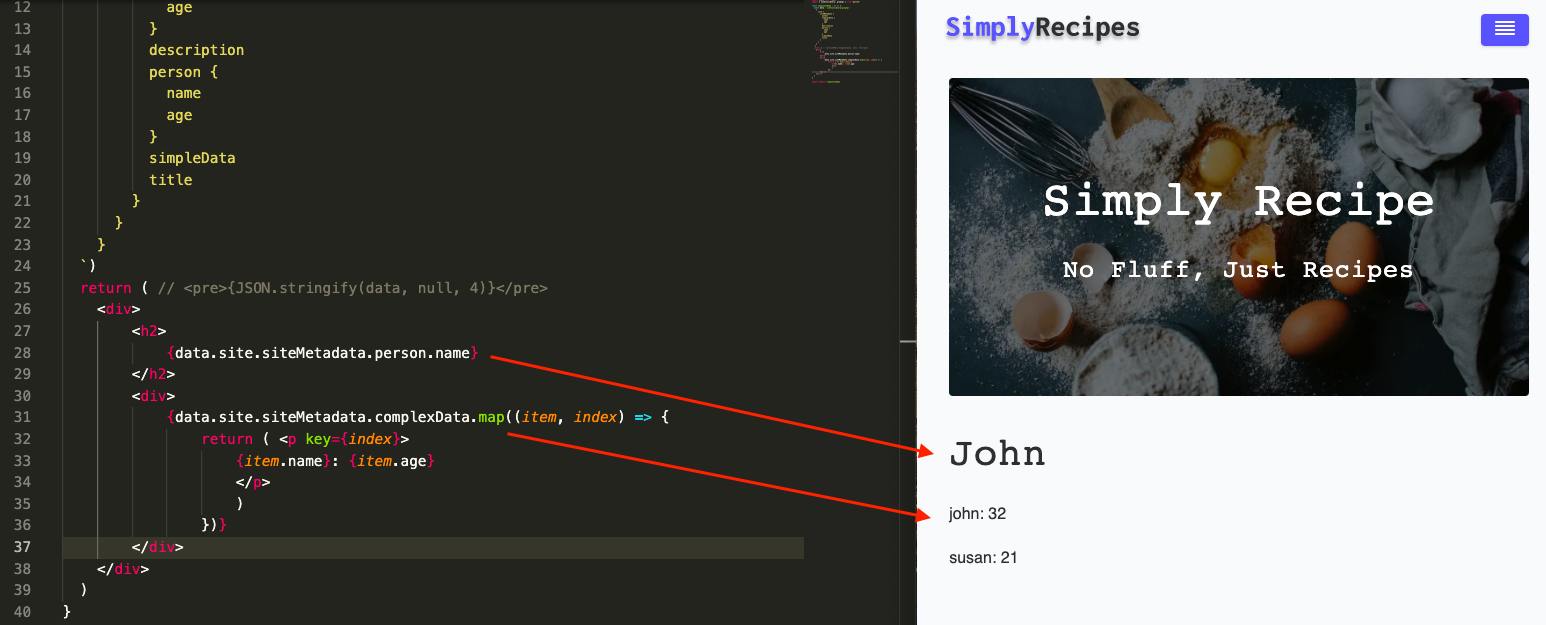 12 age
13 }
14 description
15 person {
16 name
17 age
18 }
19 simpleData
20 title
21 }
22 }
23 }
24 `)
25 return ( // <pre>{JSON.stringify(data, null, 4)}</pre>
26 <div>
27 <h2>
28 {data.site.siteMetadata.person.name}
29 </h2>
30 <div>
31 {data.site.siteMetadata.complexData.map((item, index) => {
32 return ( <p key={index}>
33 {item.name}: {item.age}
34 </p>
35 )
36 })}
37 </div>
38 </div>
39 )
40 }
SimplyRecipes
Simply Recipe
No Fluff, Just Recipes
John
john: 32
susan: 21